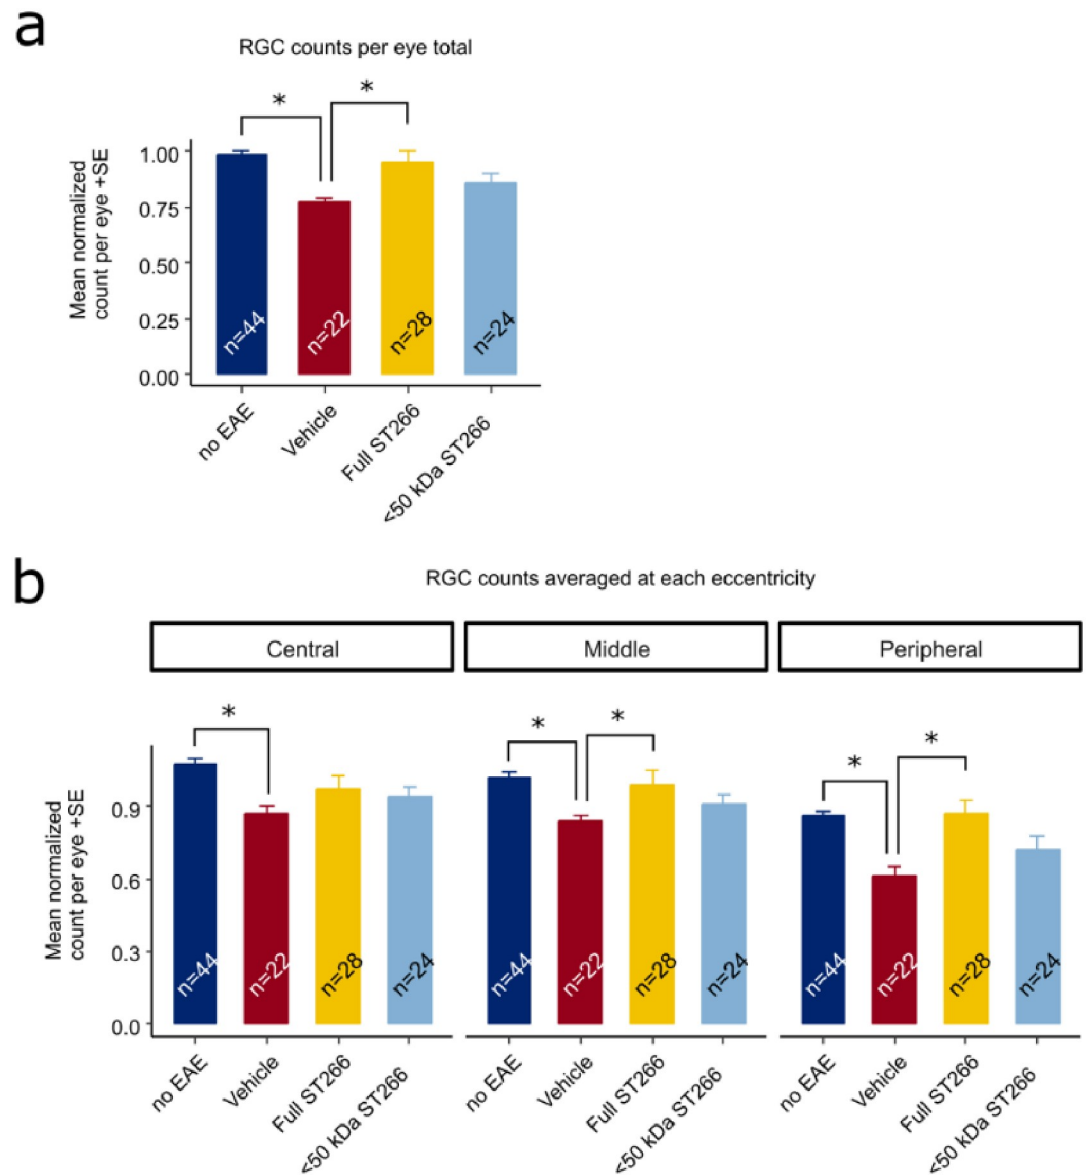 a
RGC counts per eye total
* *
Mean normalized
count per eye +SE
1.00
0.75
0.50
0.25
0.00
n=44 n=22 n=28 n=24
no EAE Vehicle Full ST266 <50 kDa ST266
b
RGC counts averaged at each eccentricity
Central Middle Peripheral
* * * * *
Mean normalized
count per eye +SE
0.9
0.6
0.3
0.0
n=44 n=22 n=28 n=24 n=44 n=22 n=28 n=24 n=44 n=22 n=28 n=24
no EAE Vehicle Full ST266 <50 kDa ST266 no EAE Vehicle Full ST266 <50 kDa ST266 no EAE Vehicle Full ST266 <50 kDa ST266